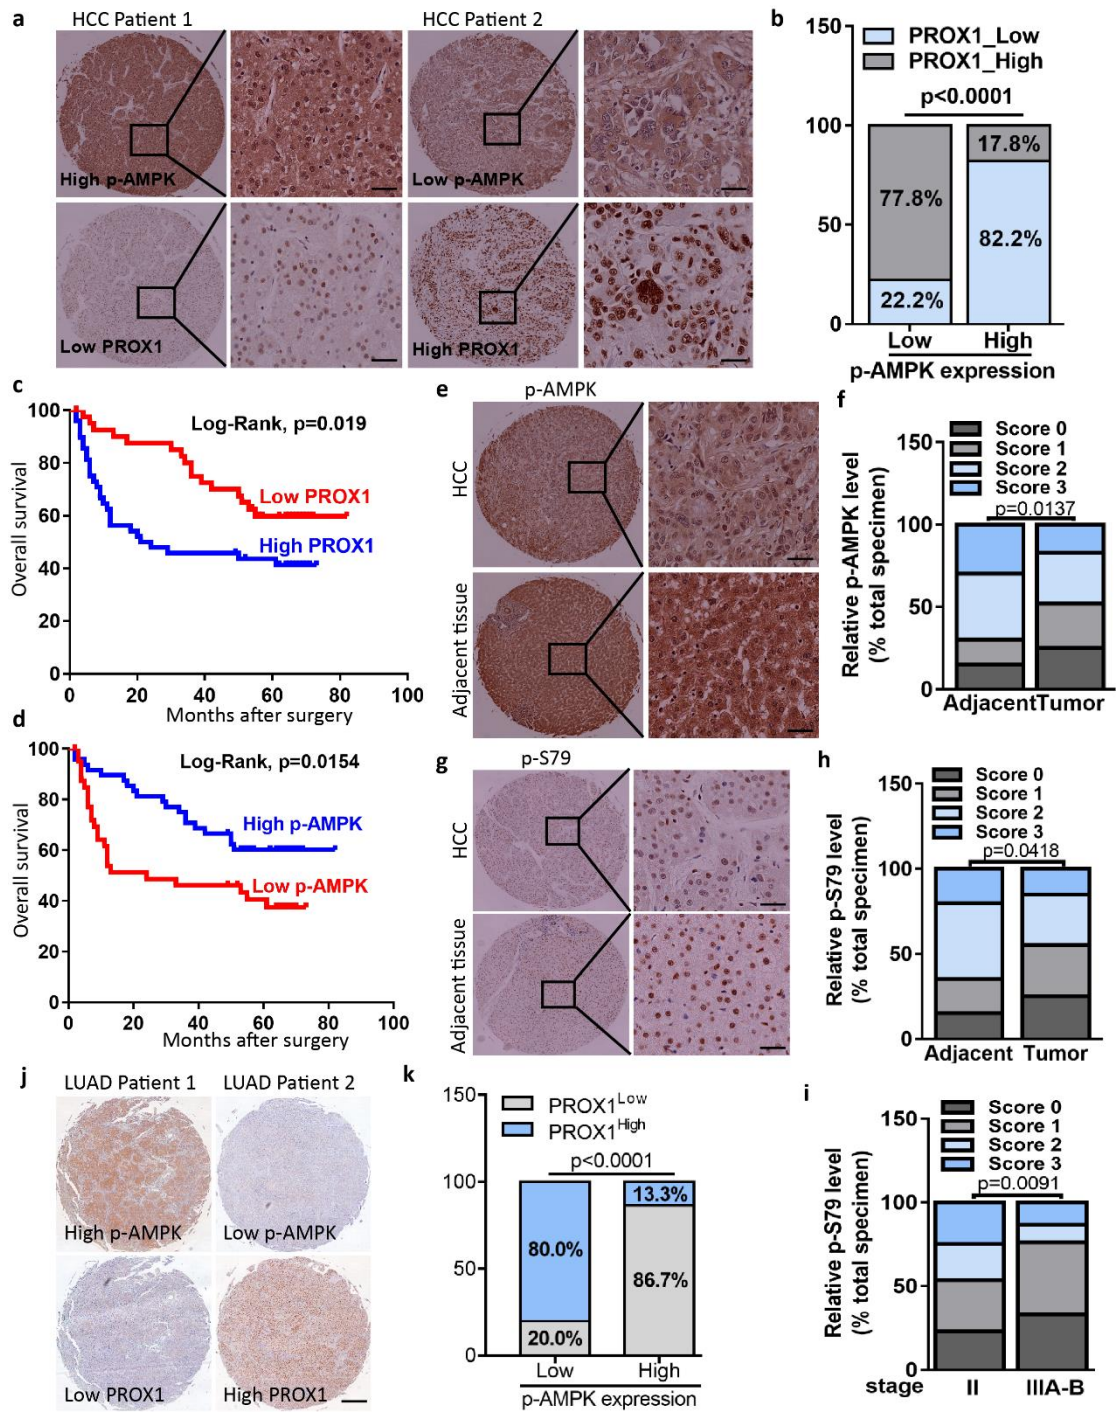 a
HCC Patient 1
HCC Patient 2
High p-AMPK
Low p-AMPK
Low PROX1
High PROX1
b
150
100
50
0
PROX1_Low
PROX1_High
p<0.0001
77.8%
22.2%
17.8%
82.2%
Low
High
p-AMPK expression
c
Overall survival
100
80
60
40
20
0
Log-Rank, p=0.019
Low PROX1
High PROX1
0 20 40 60 80 100
Months after surgery
d
Overall survival
100
80
60
40
20
0
Log-Rank, p=0.0154
High p-AMPK
Low p-AMPK
0 20 40 60 80 100
Months after surgery
e
p-AMPK
HCC
Adjacent tissue
f
Relative p-AMPK level
(% total specimen)
150
100
50
0
Score 0
Score 1
Score 2
Score 3
p=0.0137
Adjacent Tumor
g
p-S79
HCC
Adjacent tissue
h
Relative p-S79 level
(% total specimen)
150
100
50
0
Score 0
Score 1
Score 2
Score 3
p=0.0418
Adjacent Tumor
j
LUAD Patient 1
LUAD Patient 2
High p-AMPK
Low p-AMPK
Low PROX1
High PROX1
k
150
100
50
0
PROX1Low
PROX1High
p<0.0001
80.0%
20.0%
13.3%
86.7%
Low
High
p-AMPK expression
i
Relative p-S79 level
(% total specimen)
150
100
50
0
Score 0
Score 1
Score 2
Score 3
p=0.0091
stage II IIIA-B